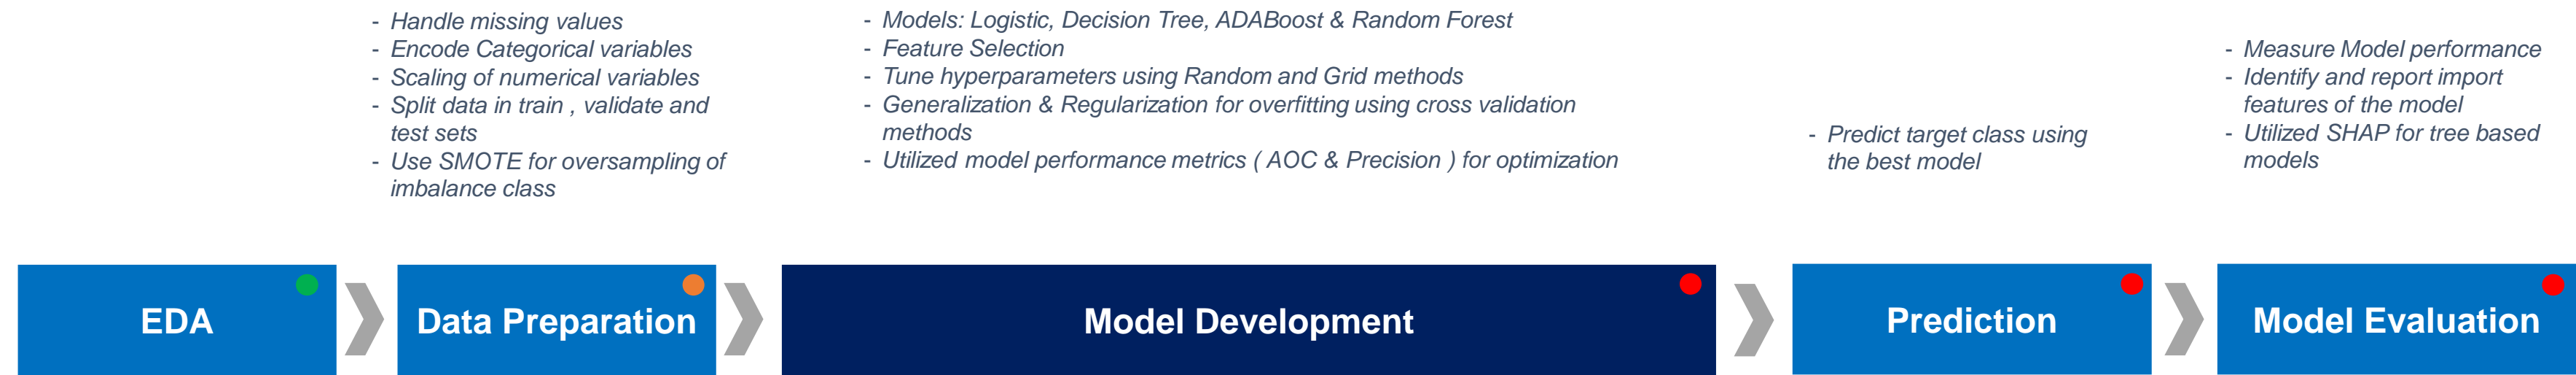 - Handle missing values
- Encode Categorical variables
- Scaling of numerical variables
- Split data in train , validate and
test sets
- Use SMOTE for oversampling of
imbalance class
- Models: Logistic, Decision Tree, ADABoost & Random Forest
- Feature Selection
- Tune hyperparameters using Random and Grid methods
- Generalization & Regularization for overfitting using cross validation
methods
- Utilized model performance metrics ( AOC & Precision ) for optimization
- Predict target class using
the best model
- Measure Model performance
- Identify and report import
features of the model
- Utilized SHAP for tree based
models
EDA
Data Preparation
Model Development
Prediction
Model Evaluation